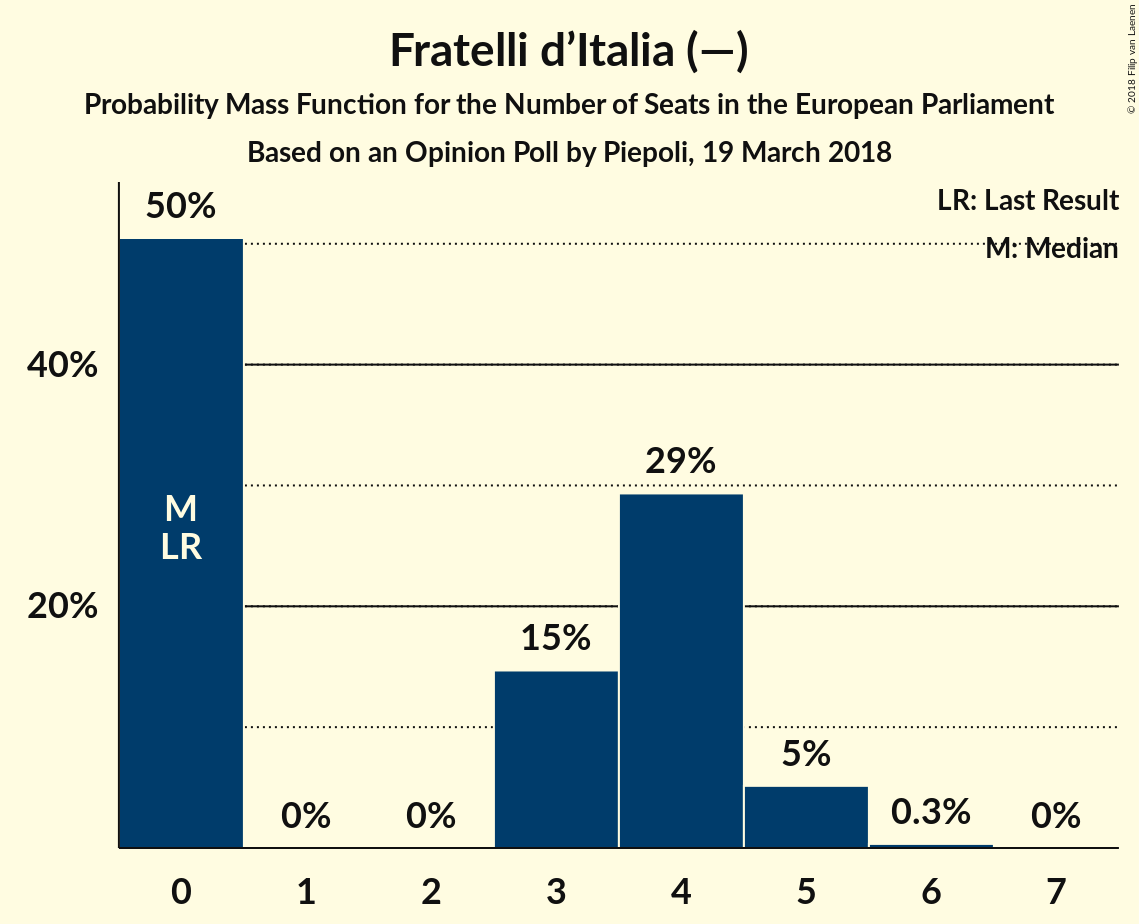 Fratelli d’Italia (—)
Probability Mass Function for the Number of Seats in the European Parliament
Based on an Opinion Poll by Piepoli, 19 March 2018
© 2018 Filip van Laenen
LR: Last Result
M: Median
50%
40%
29%
M
LR
20%
15%
5%
0%
0%
0.3%
0%
0
1
2
3
4
5
6
7